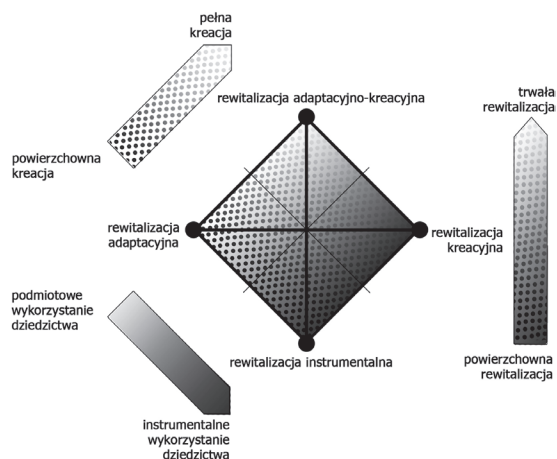 pełna
kreacja
rewitalizacja adaptacyjno-kreacyjna
trwała
rewitalizacja
powierzchowna
kreacja
rewitalizacja
adaptacyjna
rewitalizacja
kreacyjna
podmiotowe
wykorzystanie
dziedzictwa
rewitalizacja instrumentalna
powierzchowna
rewitalizacja
instrumentalne
wykorzystanie
dziedzictwa